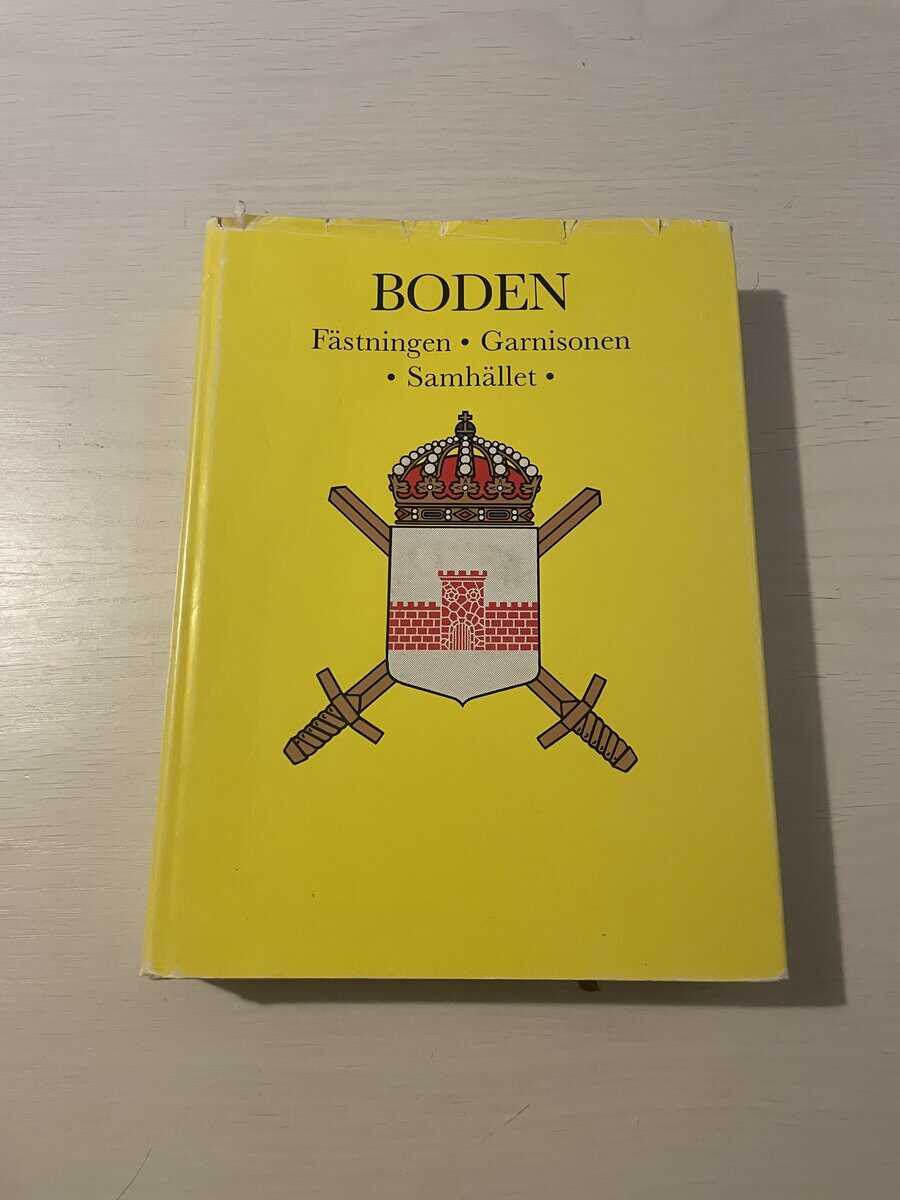 BODEN
Fästningen • Garnisonen
• Samhället •